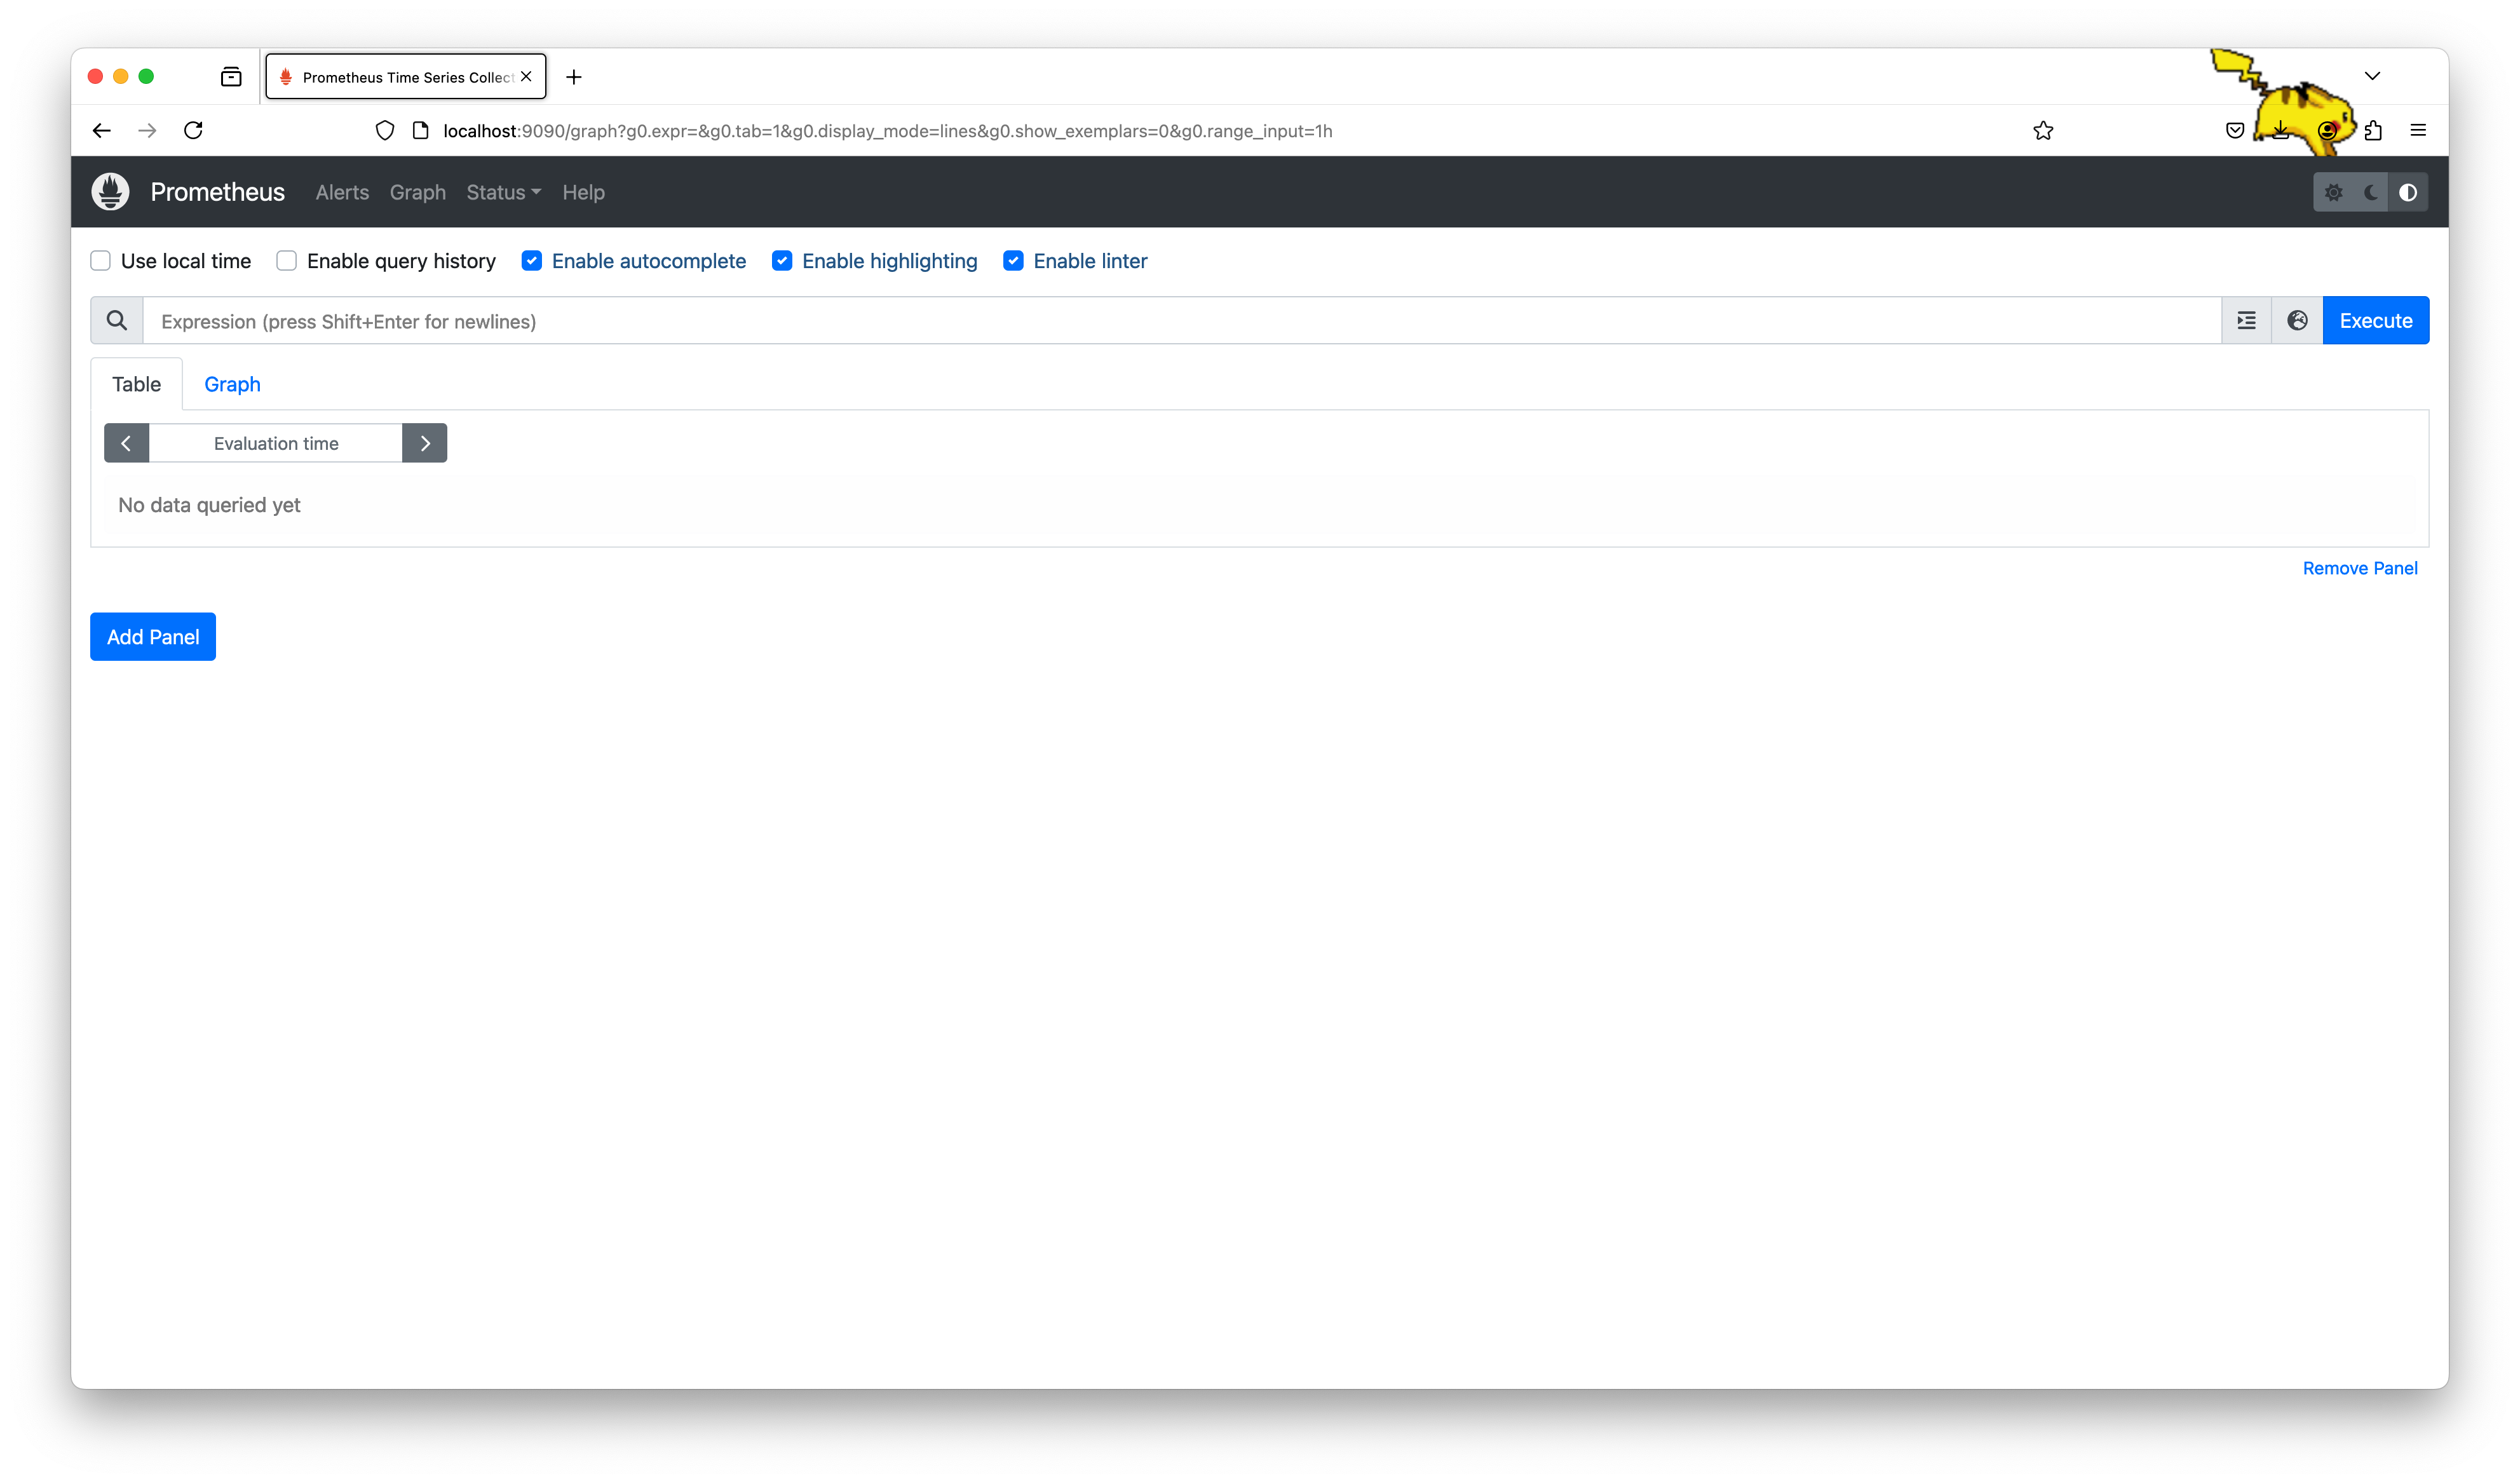 Prometheus Time Series Collect
localhost:9090/graph?g0.expr=&g0.tab=1&g0.display_mode=lines&g0.show_exemplars=0&g0.range_input=1h
Prometheus Alerts Graph Status Help
Use local time Enable query history Enable autocomplete Enable highlighting Enable linter
Expression (press Shift+Enter for newlines) Execute
Table Graph
Evaluation time
No data queried yet
Remove Panel
Add Panel